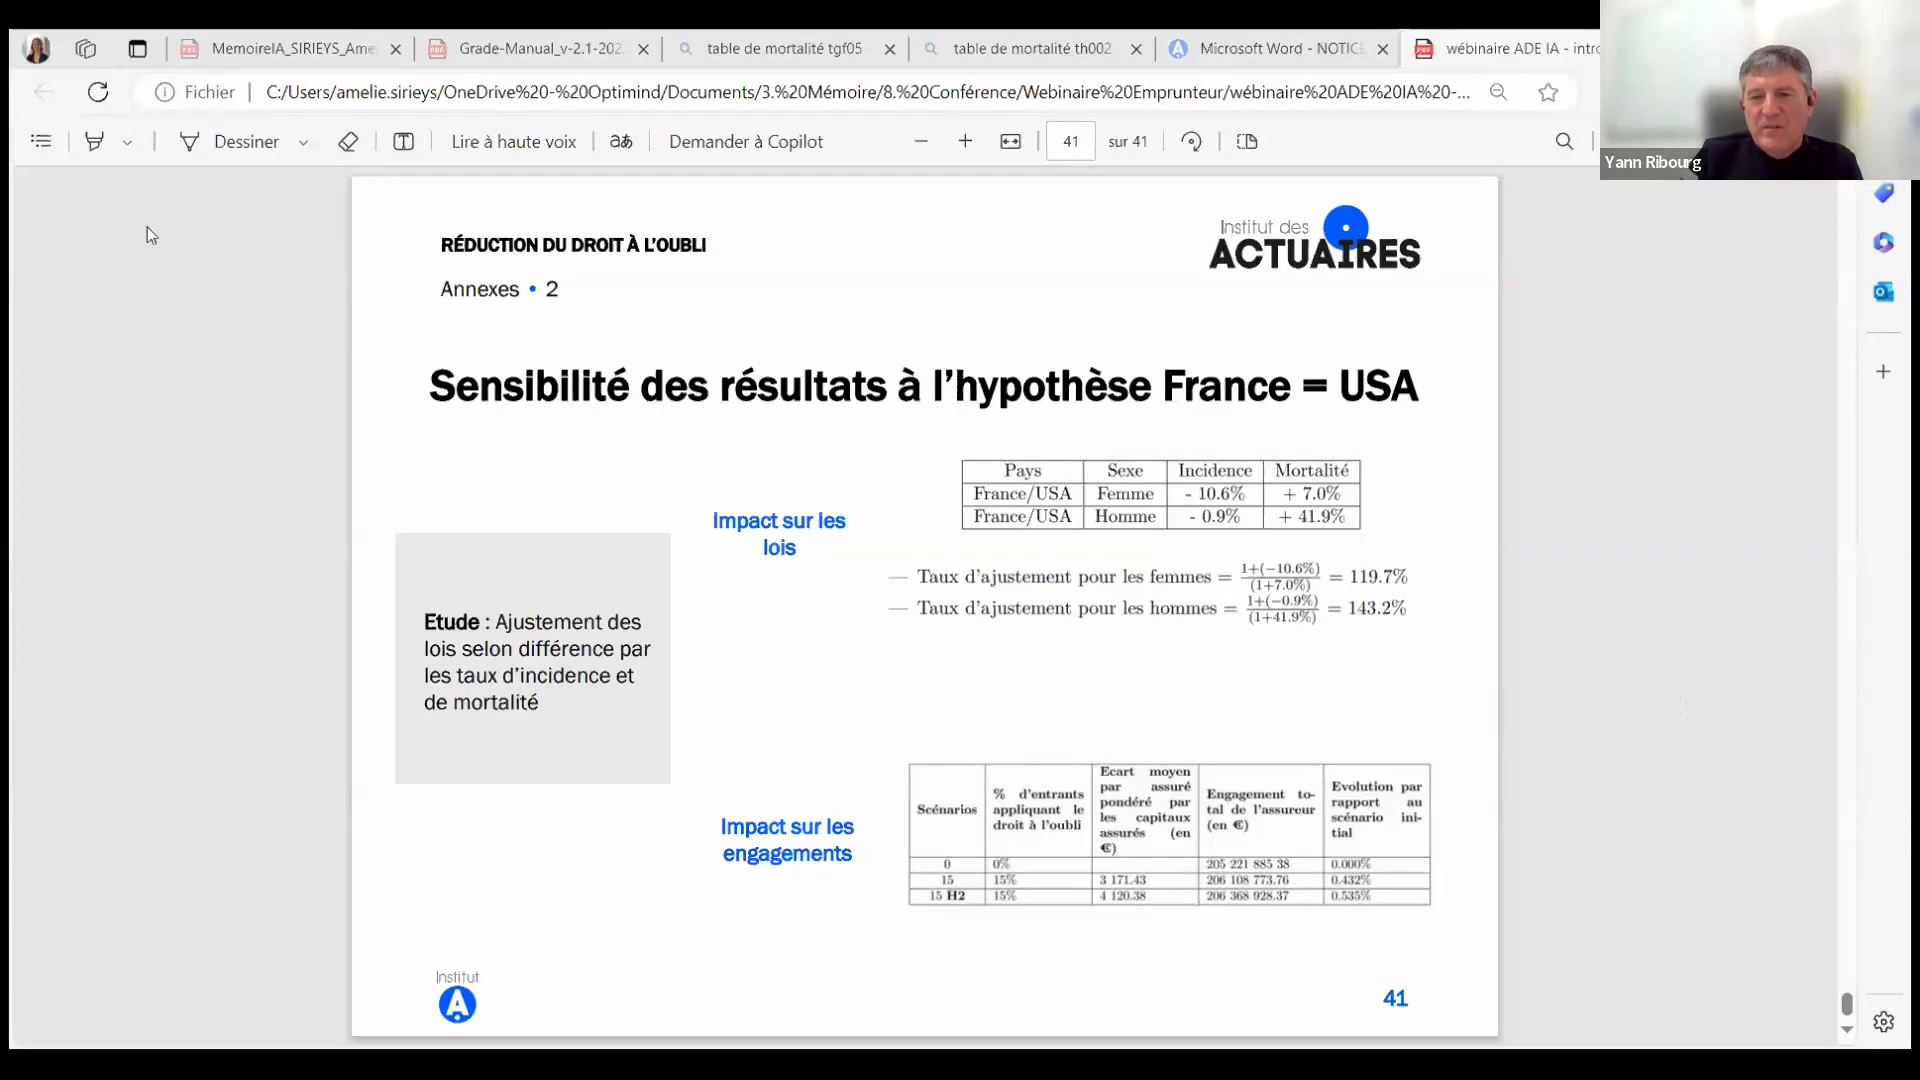 MemoireIA_SIRIEYS_Ame
Grade-Manual_v-2.1-202
table de mortalité tgf05
table de mortalité th002
Microsoft Word - NOTICE
wébinaire ADE IA - intro
Fichier
C:/Users/amelie.sirieys/OneDrive%20-%20Optimind/Documents/3.%20Mémoire/8.%20Conférence/Webinaire%20Emprunteur/wébinaire%20ADE%20IA%20-...
Dessiner
Lire à haute voix
aあ
Demander à Copilot
41
sur 41
Yann Ribourg
RÉDUCTION DU DROIT À L'OUBLI
Annexes • 2
Institut des
ACTUAIRES
Sensibilité des résultats à l'hypothèse France = USA
Pays Sexe Incidence Mortalité
France/USA Femme - 10.6% + 7.0%
France/USA Homme - 0.9% + 41.9%
Impact sur les
lois
— Taux d'ajustement pour les femmes = 1+(−10.6%)/(1+7.0%) = 119.7%
— Taux d'ajustement pour les hommes = 1+(−0.9%)/(1+41.9%) = 143.2%
Etude : Ajustement des
lois selon différence par
les taux d'incidence et
de mortalité
Impact sur les
engagements
Scénarios
% d'entrants
appliquant le
droit à l'oubli
Ecart moyen
par assuré
pondéré par
les capitaux
assurés (en
€)
Engagement to-
tal de l'assureur
(en €)
Evolution par
rapport au
scénario ini-
tial
0 0% 205 221 885 38 0.000%
15 15% 3 171.43 206 108 773.76 0.432%
15 H2 15% 4 120.38 206 368 928.37 0.535%
Institut
A
41